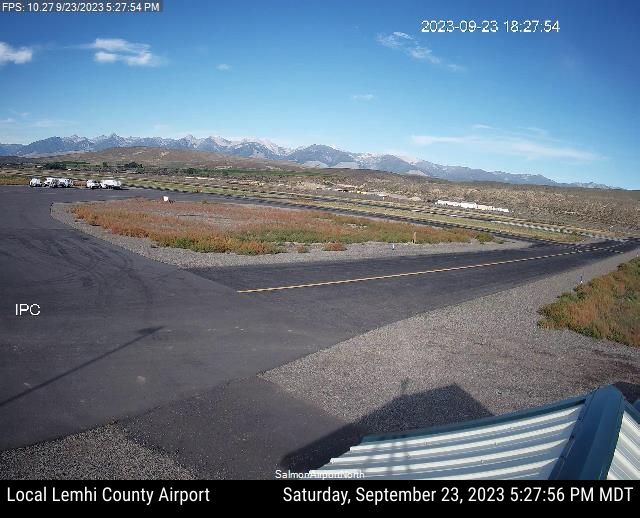 FPS: 10.27 9/23/2023 5:27:54 PM
2023-09-23 18:27:54
IPC
SalmonAirportNorth
Local Lemhi County Airport
Saturday, September 23, 2023 5:27:56 PM MDT